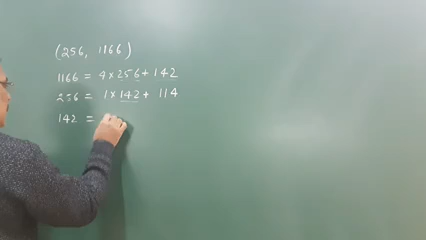 (256, 1166)
1166 = 4 × 256 + 142
256 = 1 × 142 + 114
142 =